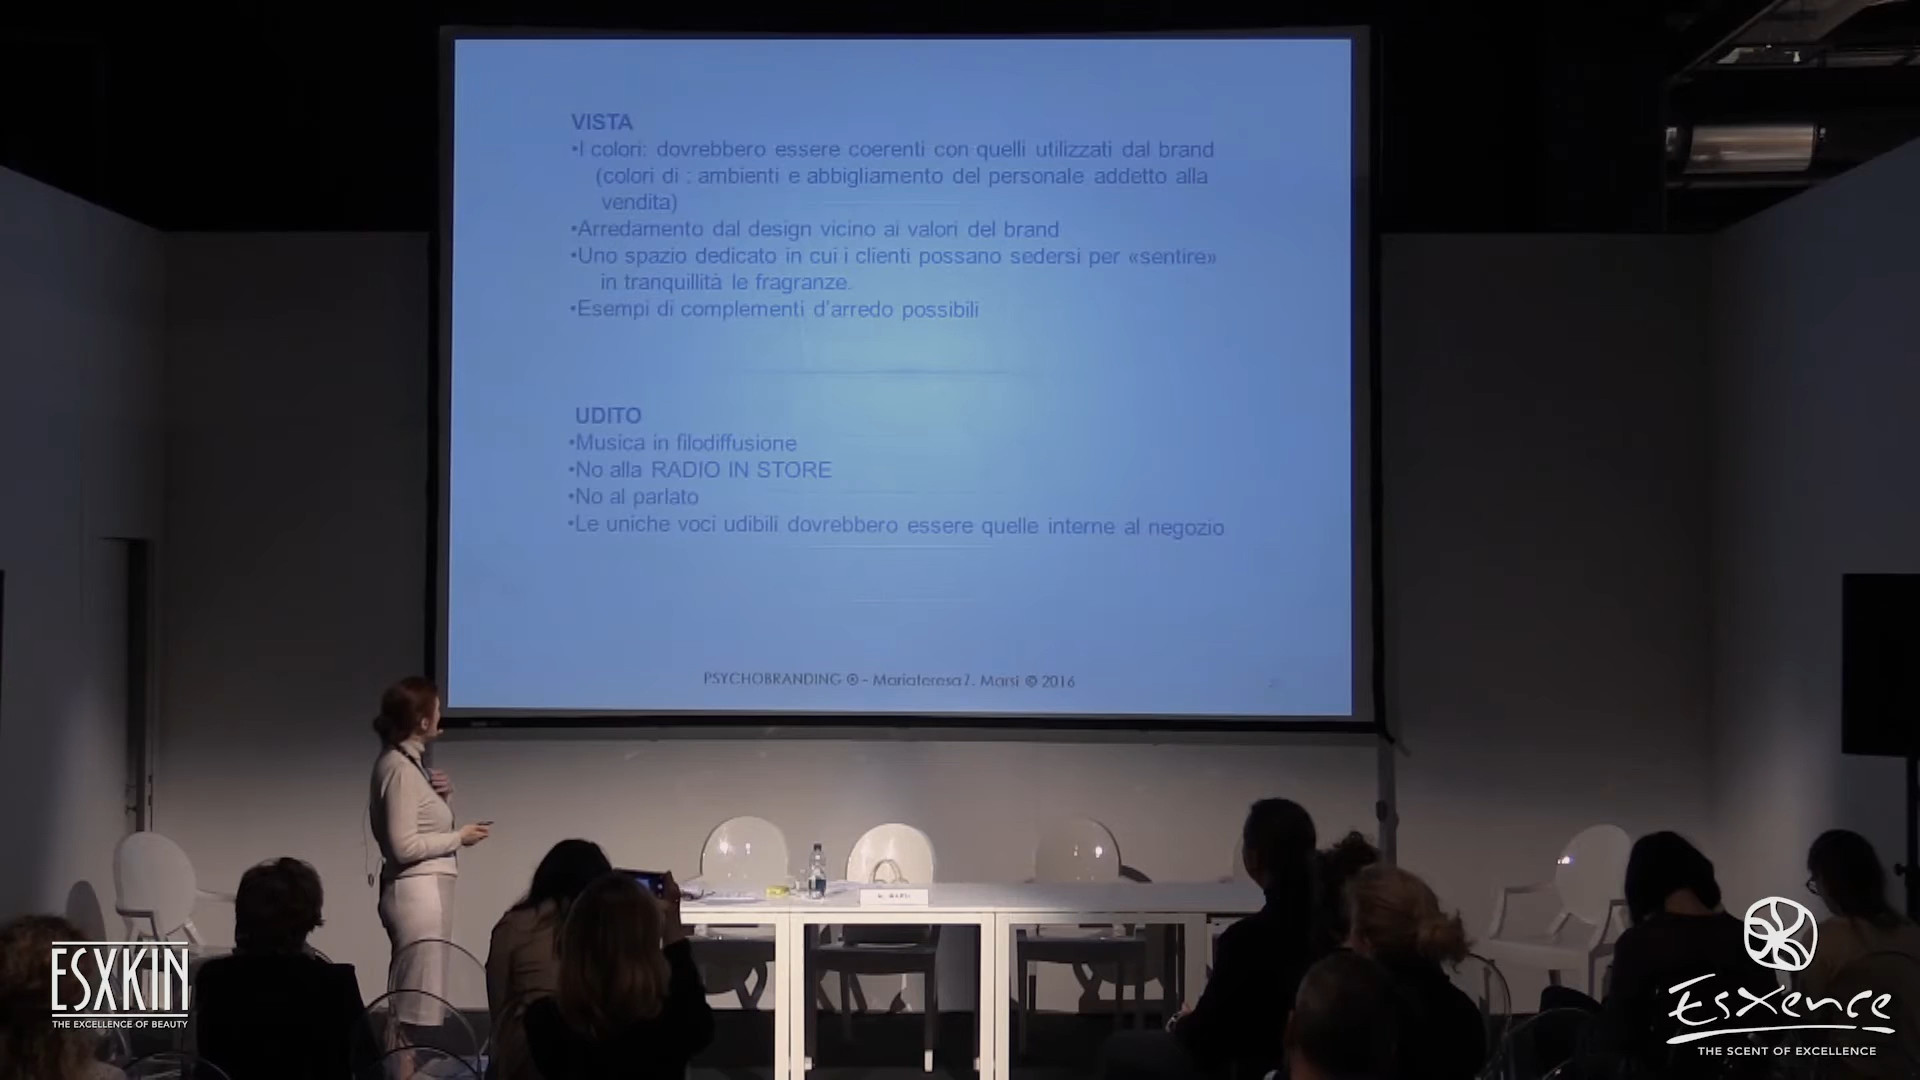 VISTA
•I colori: dovrebbero essere coerenti con quelli utilizzati dal brand
(colori di : ambienti e abbigliamento del personale addetto alla
vendita)
•Arredamento dal design vicino ai valori del brand
•Uno spazio dedicato in cui i clienti possano sedersi per «sentire»
in tranquillità le fragranze.
•Esempi di complementi d'arredo possibili
UDITO
•Musica in filodiffusione
•No alla RADIO IN STORE
•No al parlato
•Le uniche voci udibili dovrebbero essere quelle interne al negozio
PSYCHOBRANDING ® - Mariateresa Marsi © 2016
ESXKIN
THE EXCELLENCE OF BEAUTY
Esxence
THE SCENT OF EXCELLENCE